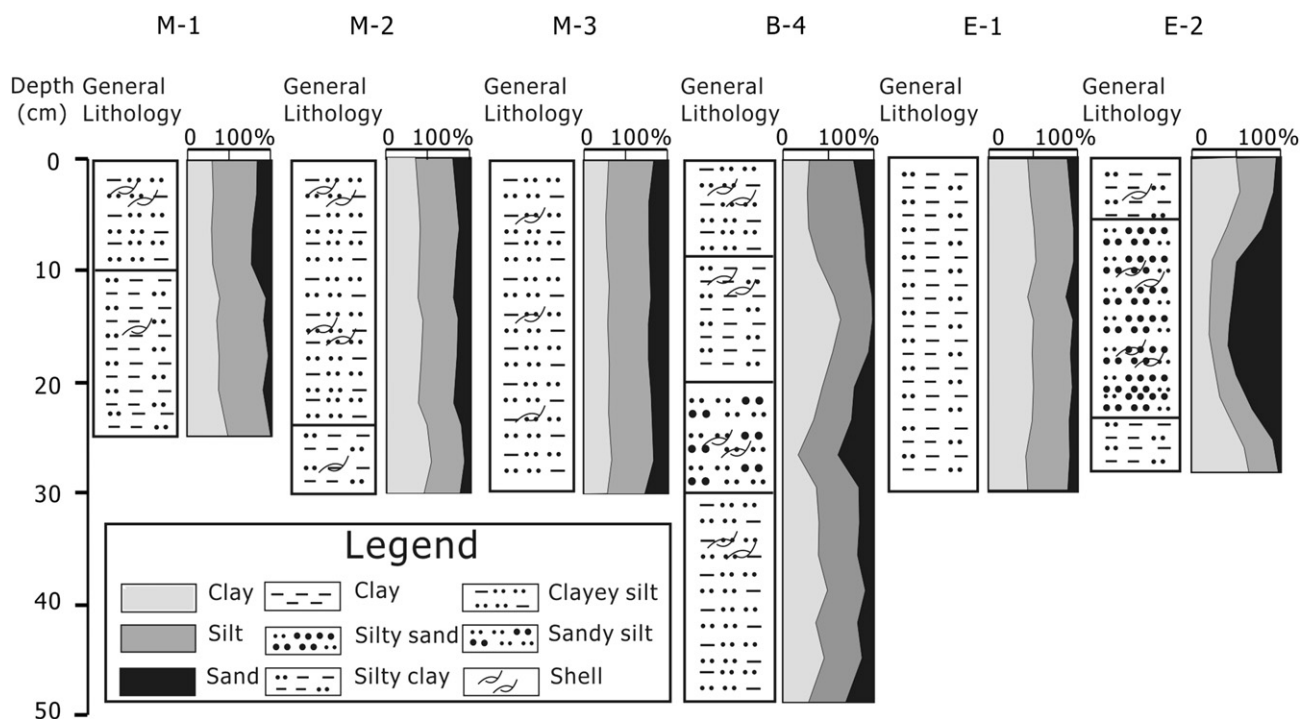 M-1 M-2 M-3 B-4 E-1 E-2
Depth (cm)
General Lithology
General Lithology
General Lithology
General Lithology
General Lithology
General Lithology
0 100% 0 100% 0 100% 0 100% 0 100% 0 100%
0
10
20
30
40
50
Legend
Clay Clay Clayey silt
Silt Silty sand Sandy silt
Sand Silty clay Shell